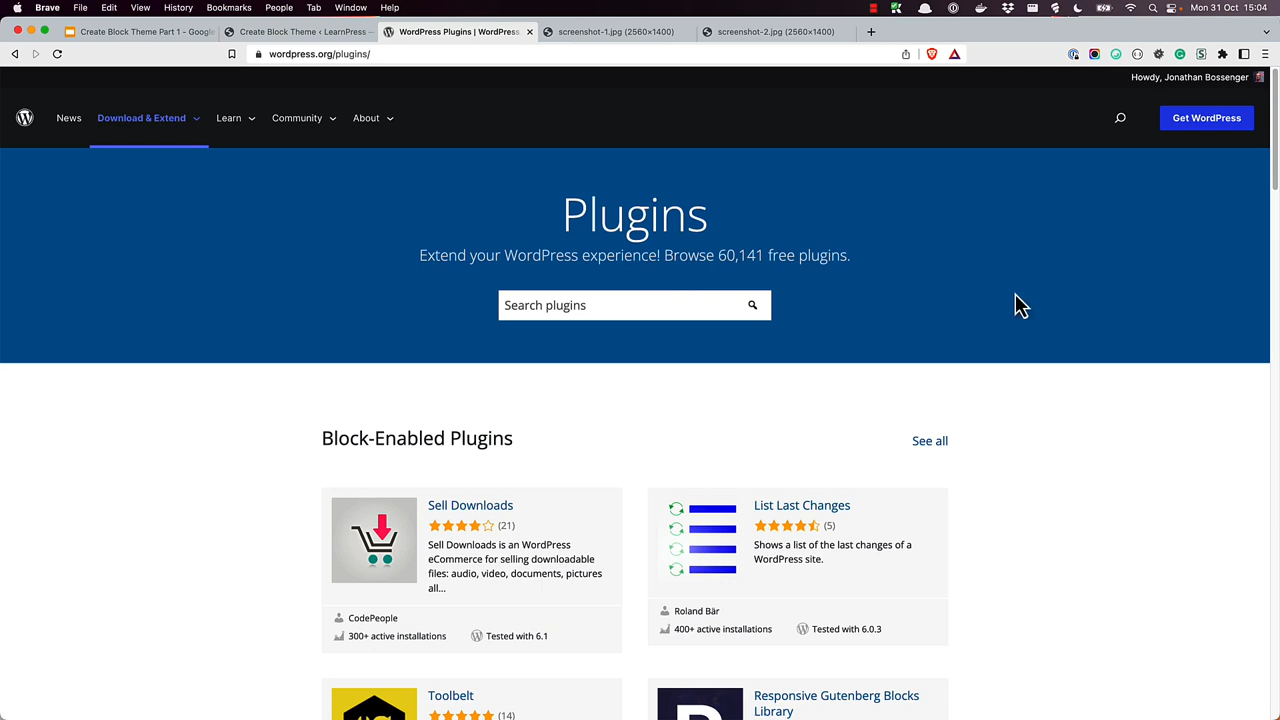 Brave File Edit View History Bookmarks People Tab Window Help Mon 31 Oct 15:04
Create Block Theme Part 1 - Googl
Create Block Theme ‹ LearnPress —
WordPress Plugins | WordPress.
screenshot-1.jpg (2560×1400)
screenshot-2.jpg (2560×1400)
wordpress.org/plugins/
Howdy, Jonathan Bossenger
News Download & Extend Learn Community About Get WordPress
Plugins
Extend your WordPress experience! Browse 60,141 free plugins.
Search plugins
Block-Enabled Plugins
See all
Sell Downloads
(21)
Sell Downloads is an WordPress
eCommerce for selling downloadable
files: audio, video, documents, pictures
all...
CodePeople
300+ active installations
Tested with 6.1
List Last Changes
(5)
Shows a list of the last changes of a
WordPress site.
Roland Bär
400+ active installations
Tested with 6.0.3
Toolbelt
(14)
Responsive Gutenberg Blocks
Library